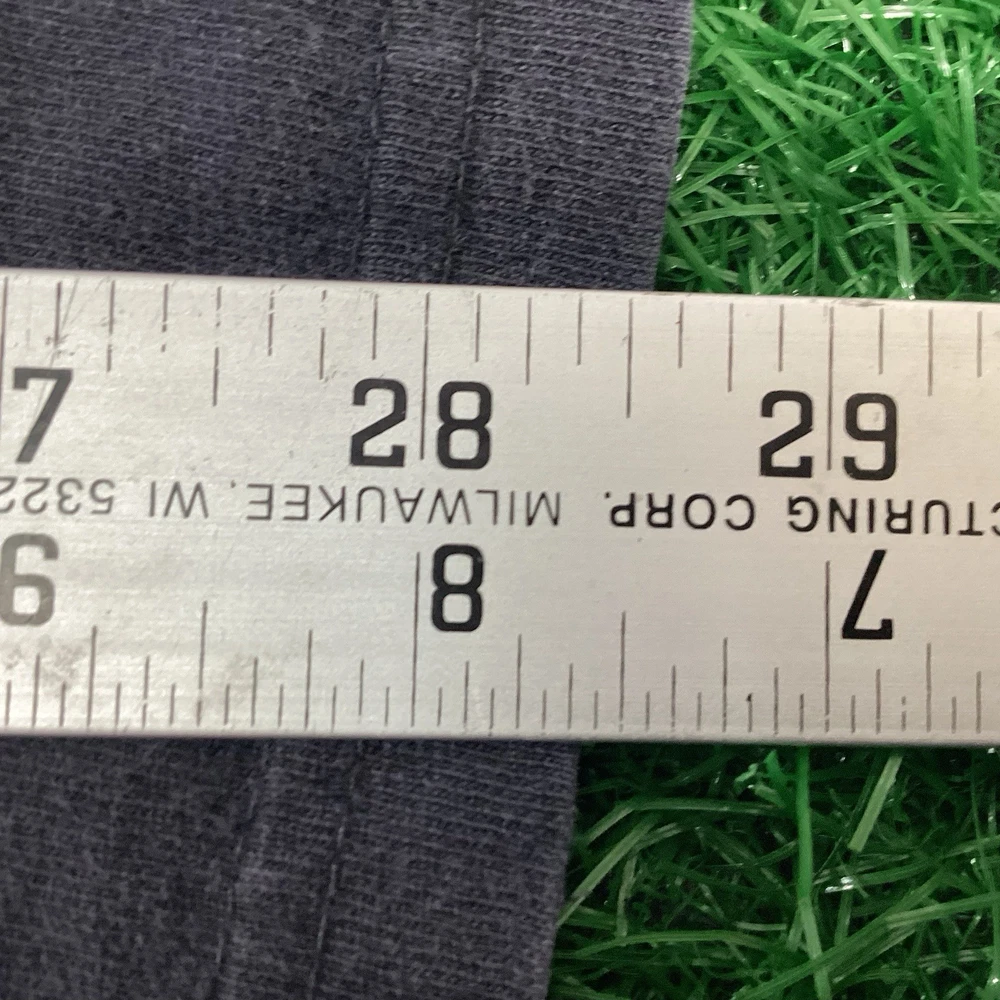 7 28 29
CTURING CORP. MILWAUKEE. WI 5322
7 8 9